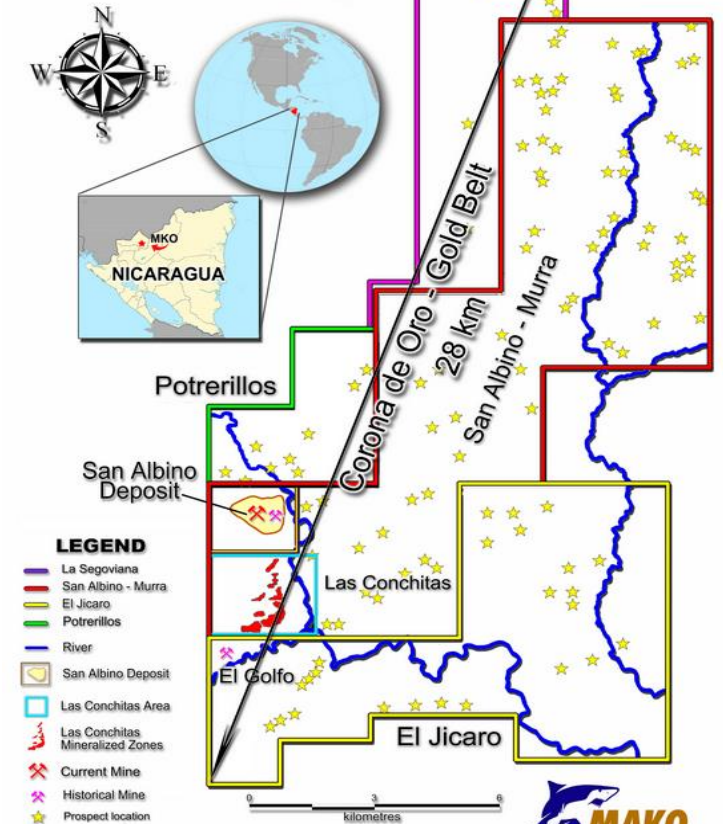 N
W
E
S
MKO
NICARAGUA
Corona de Oro - Gold Belt
28 km
San Albino - Murra
Potrerillos
San Albino
Deposit
Las Conchitas
El Golfo
El Jicaro
LEGEND
La Segoviana
San Albino - Murra
El Jicaro
Potrerillos
River
San Albino Deposit
Las Conchitas Area
Las Conchitas
Mineralized Zones
Current Mine
Historical Mine
Prospect location
0
3
6
kilometres
MAKO